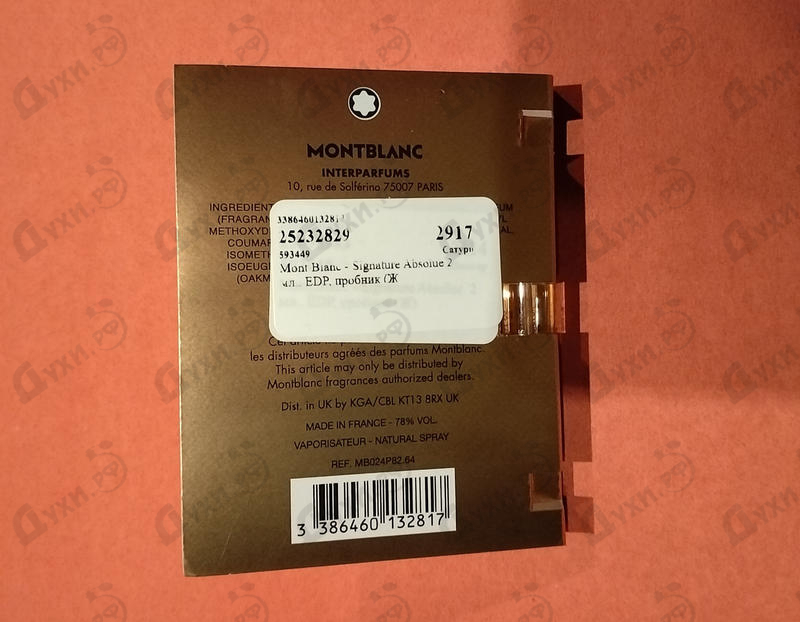 MONTBLANC
INTERPARFUMS
10, rue de Solférino 75007 PARIS
INGREDIENT
(FRAGRAN
METHOXYD
COUMAR
ISOMETH
ISOEUGE
(OAKM
25232829 2917
593449 Сатурн
Mont Blanc - Signature Absolue 2
мл., EDP, пробник (Ж
les distributeurs agréés des parfums Montblanc.
This article may only be distributed by
Montblanc fragrances authorized dealers.
Dist. in UK by KGA/CBL KT13 8RX UK
MADE IN FRANCE - 78% VOL.
VAPORISATEUR - NATURAL SPRAY
REF. MB024P82.64
3 386460 132817
Духи.РФ